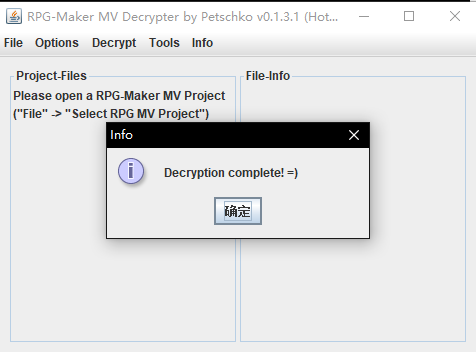 RPG-Maker MV Decrypter by Petschko v0.1.3.1 (Hot...
File Options Decrypt Tools Info
Project-Files
File-Info
Please open a RPG-Maker MV Project
("File" -> "Select RPG MV Project")
Info
Decryption complete! =)
确定